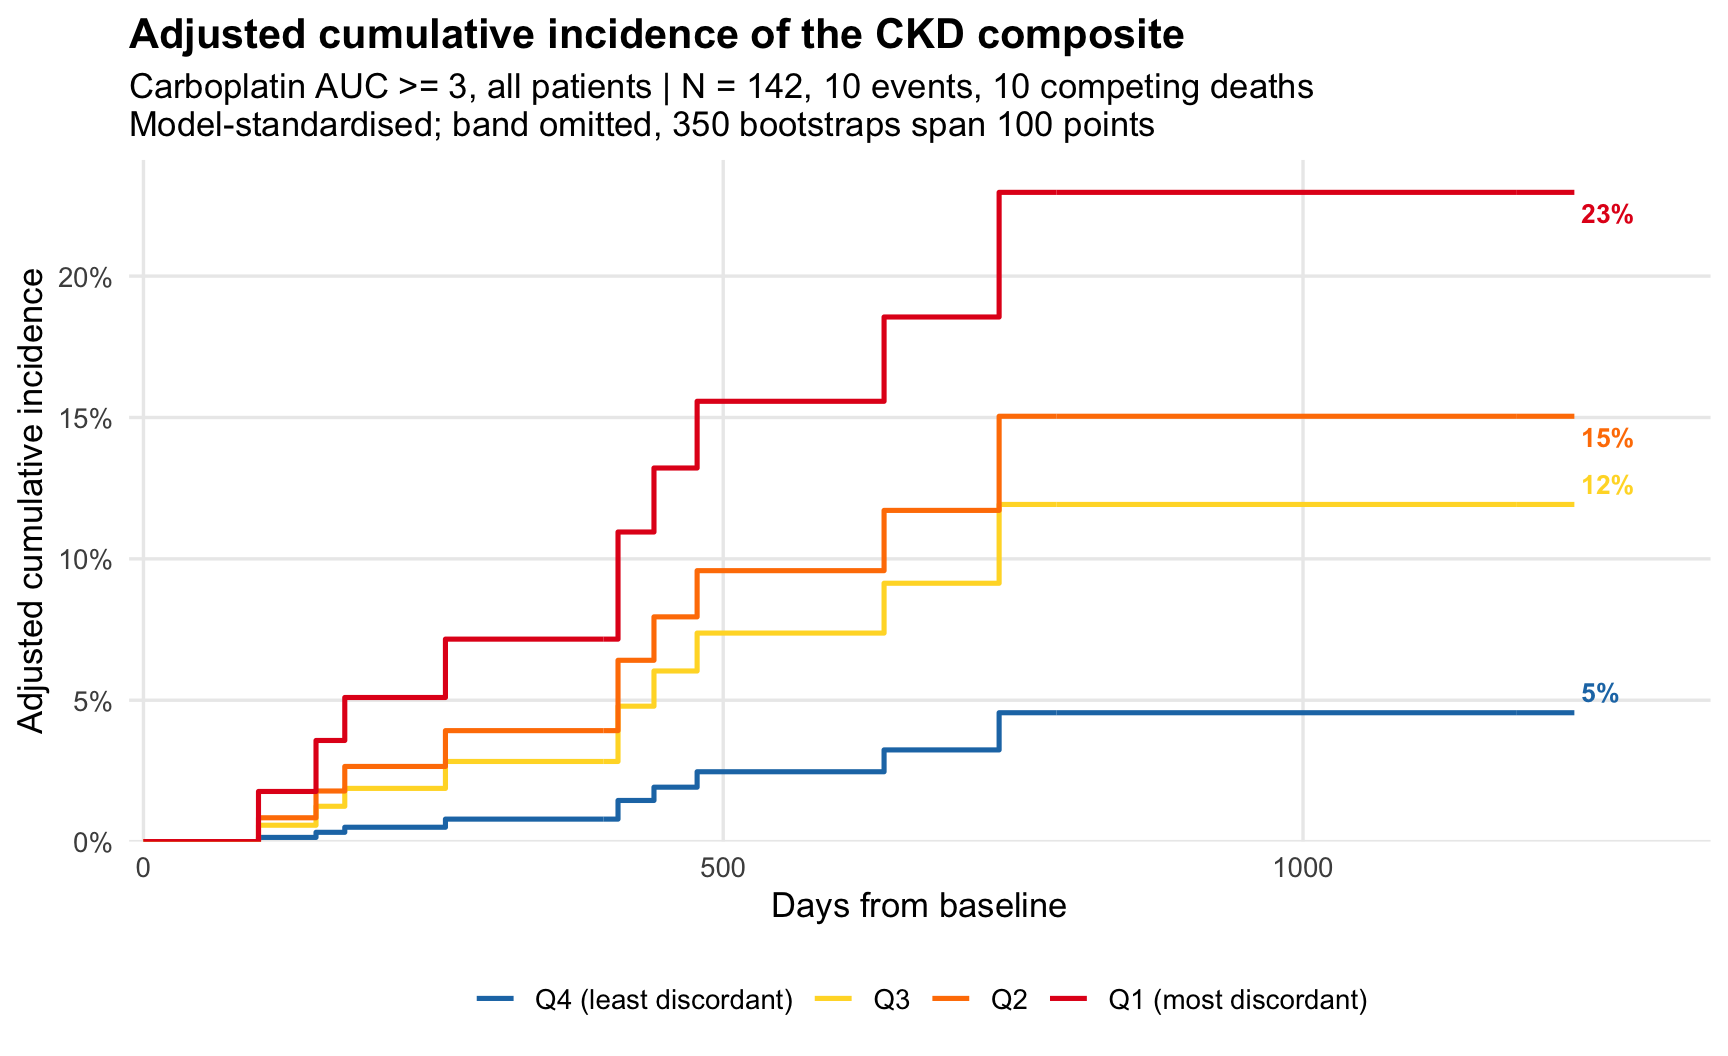 Adjusted cumulative incidence of the CKD composite
Carboplatin AUC >= 3, all patients | N = 142, 10 events, 10 competing deaths
Model-standardised; band omitted, 350 bootstraps span 100 points
Adjusted cumulative incidence
20%
15%
10%
5%
0%
23%
15%
12%
5%
0
500
1000
Days from baseline
Q4 (least discordant)
Q3
Q2
Q1 (most discordant)